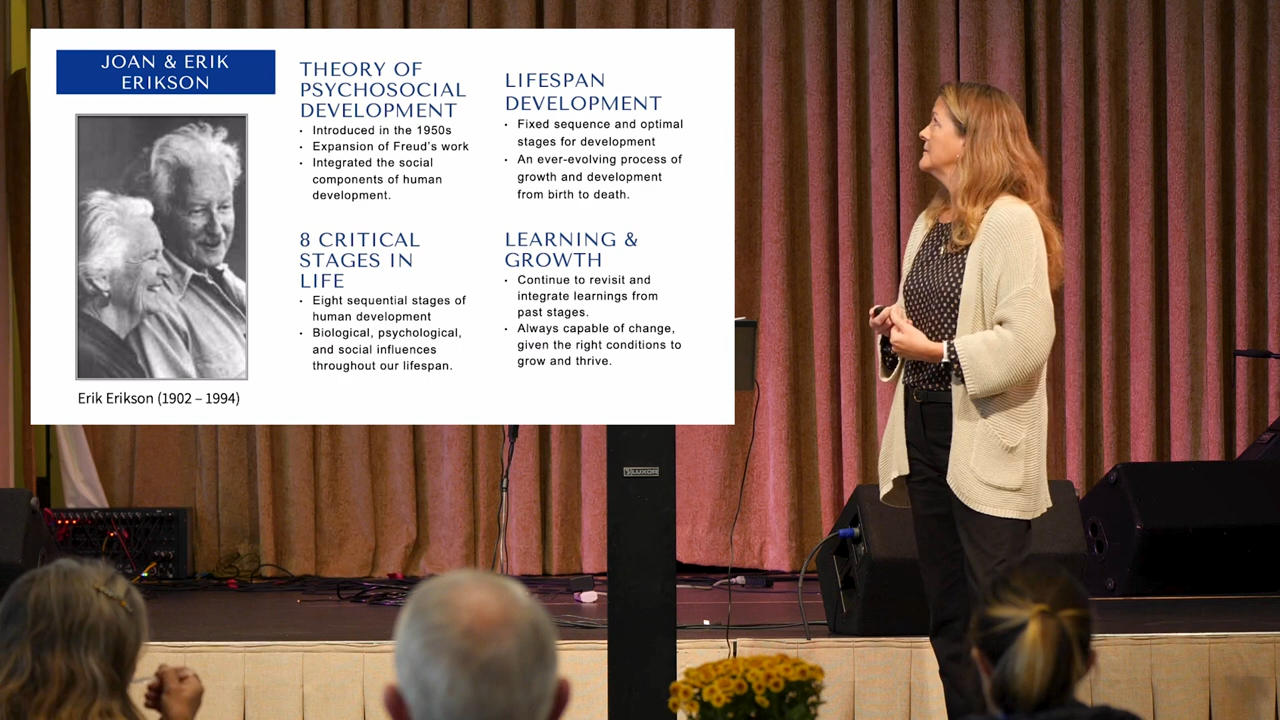 JOAN & ERIK
ERIKSON
Erik Erikson (1902 – 1994)
THEORY OF
PSYCHOSOCIAL
DEVELOPMENT
• Introduced in the 1950s
• Expansion of Freud's work
• Integrated the social
components of human
development.
8 CRITICAL
STAGES IN
LIFE
• Eight sequential stages of
human development
• Biological, psychological,
and social influences
throughout our lifespan.
LIFESPAN
DEVELOPMENT
• Fixed sequence and optimal
stages for development
• An ever-evolving process of
growth and development
from birth to death.
LEARNING &
GROWTH
• Continue to revisit and
integrate learnings from
past stages.
• Always capable of change,
given the right conditions to
grow and thrive.
LUXOR